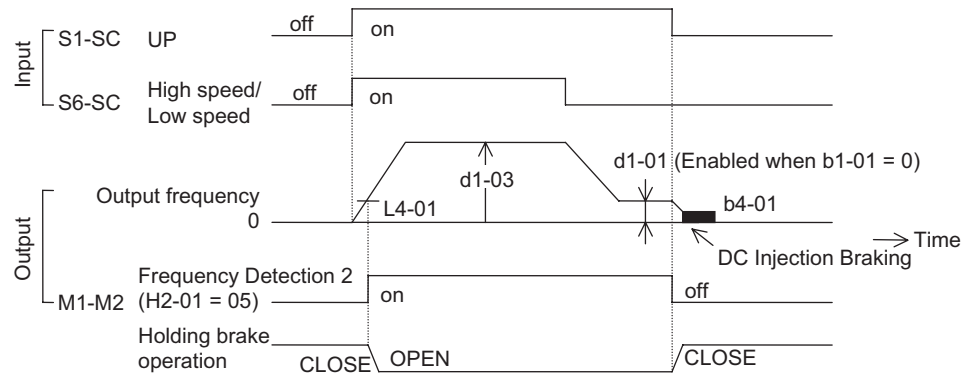 Input
S1-SC UP off on
S6-SC High speed/
Low speed off on
Output
Output frequency
0
L4-01
d1-03
d1-01 (Enabled when b1-01 = 0)
b4-01
DC Injection Braking
Time
M1-M2 Frequency Detection 2
(H2-01 = 05) on off
Holding brake
operation CLOSE OPEN CLOSE